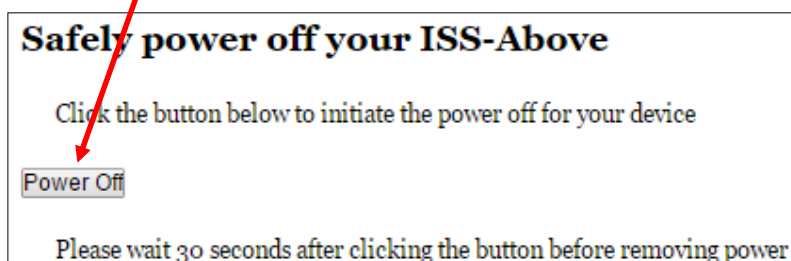 Safely power off your ISS-Above
Click the button below to initiate the power off for your device
Power Off
Please wait 30 seconds after clicking the button before removing power